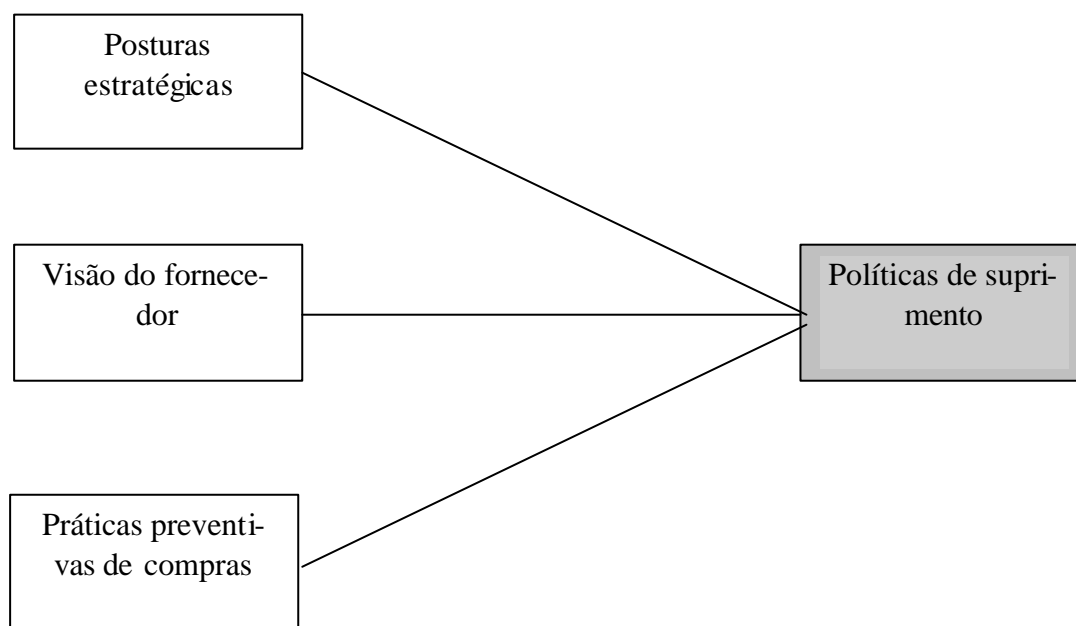 Posturas
estratégicas
Visão do fornece-
dor
Políticas de supri-
mento
Práticas preventi-
vas de compras